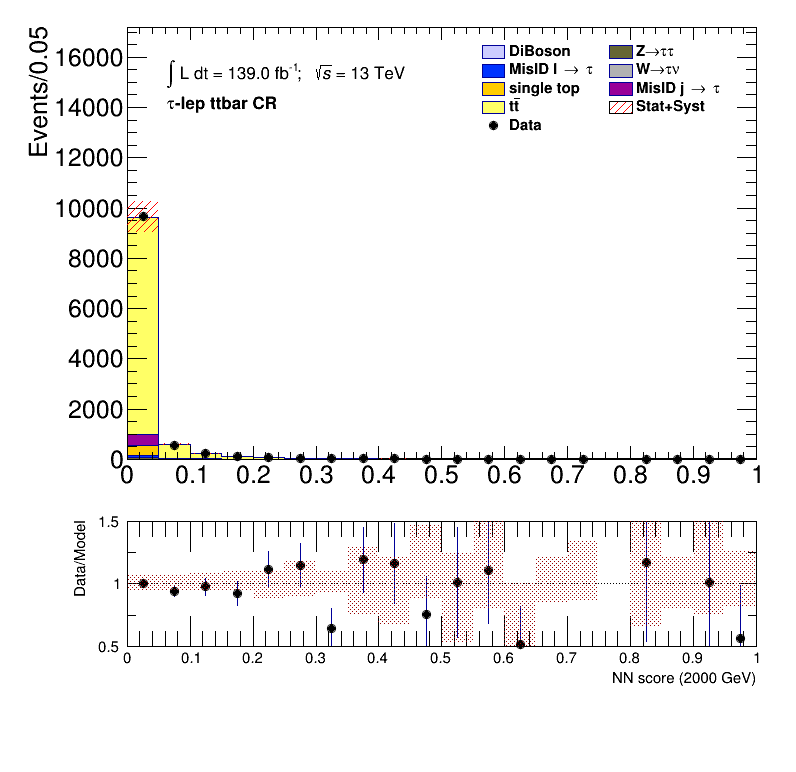 Events/0.05
16000
14000
12000
10000
8000
6000
4000
2000
0
∫ L dt = 139.0 fb⁻¹; √s = 13 TeV
τ-lep ttbar CR
DiBoson
MisID l → τ
single top
tt̄
Data
Z→ττ
W→τν
MisID j → τ
Stat+Syst
0 0.1 0.2 0.3 0.4 0.5 0.6 0.7 0.8 0.9 1
Data/Model
1.5
1
0.5
0 0.1 0.2 0.3 0.4 0.5 0.6 0.7 0.8 0.9 1
NN score (2000 GeV)